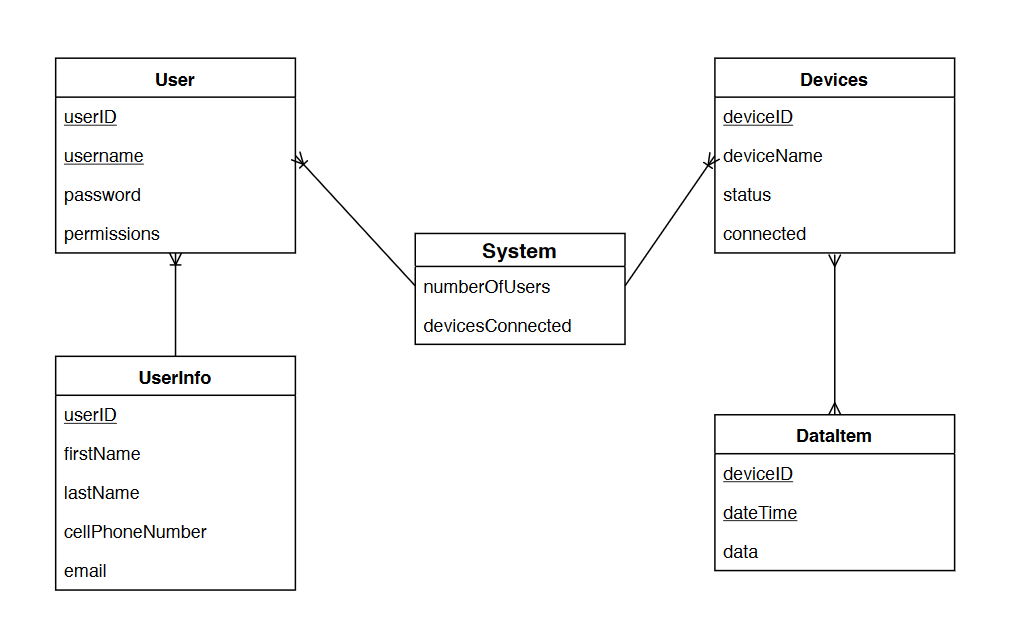 User
userID
username
password
permissions
Devices
deviceID
deviceName
status
connected
System
numberOfUsers
devicesConnected
UserInfo
userID
firstName
lastName
cellPhoneNumber
email
DataItem
deviceID
dateTime
data